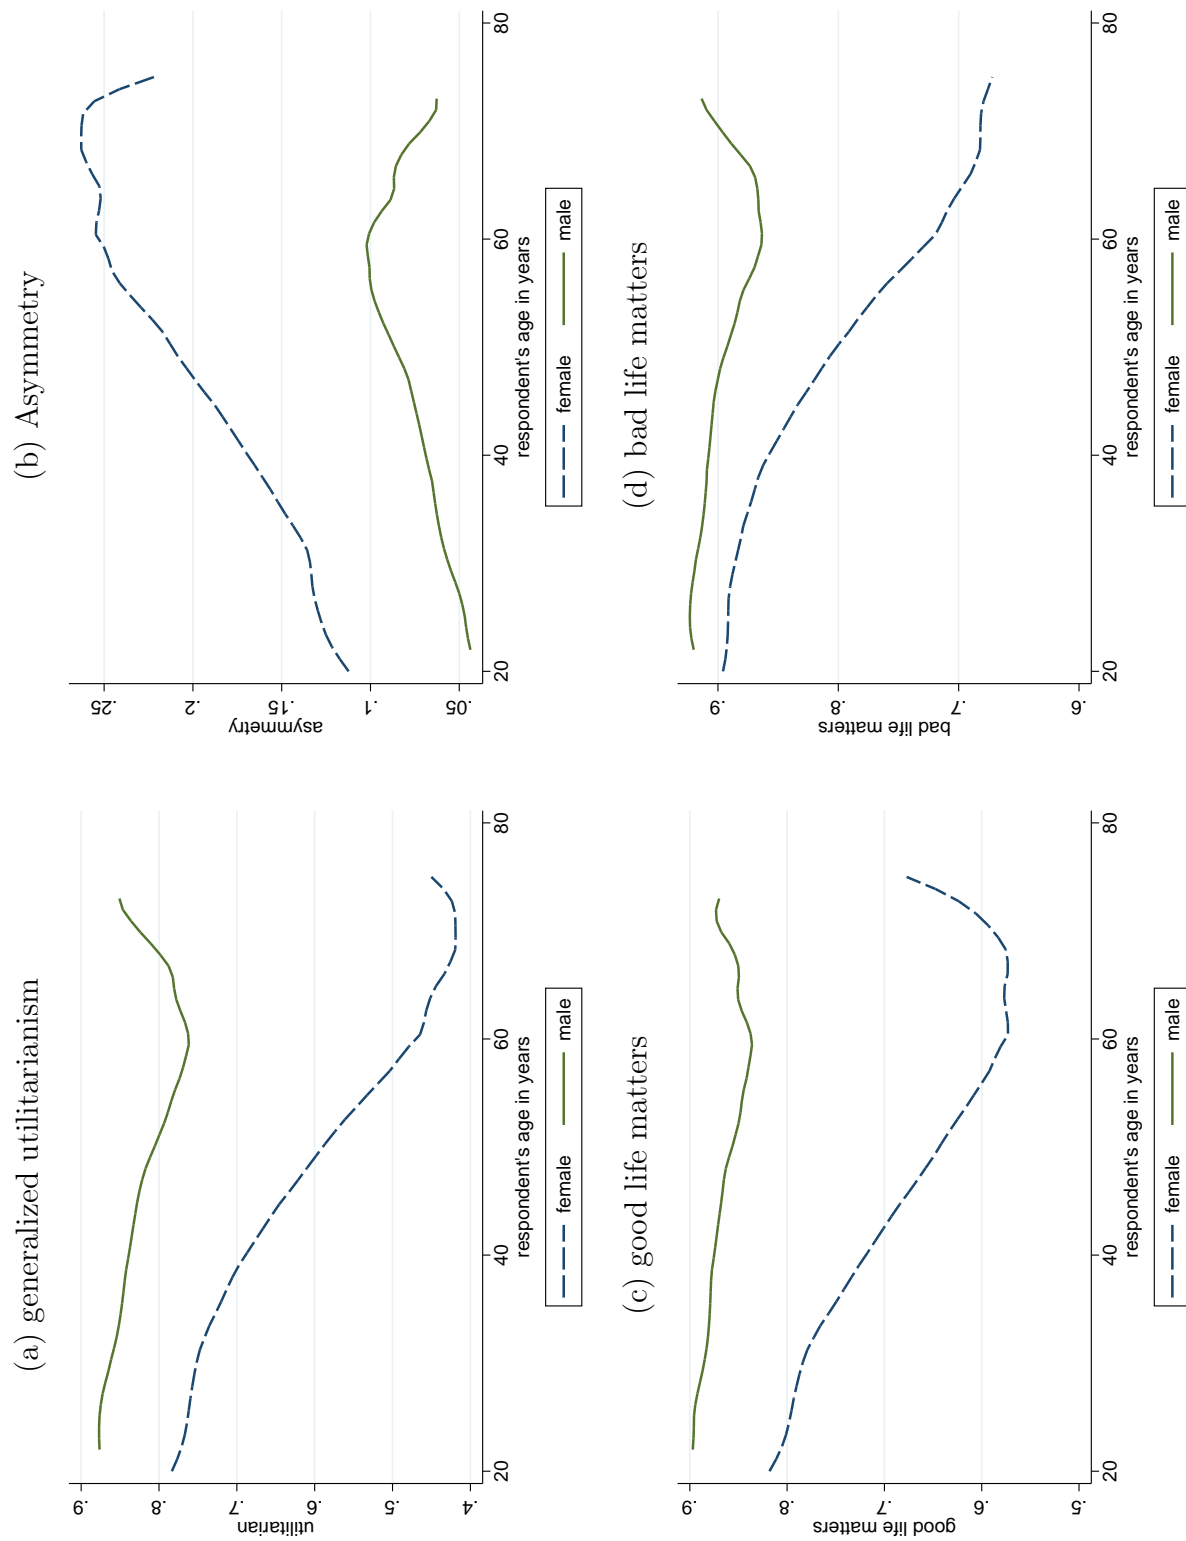 (a) generalized utilitarianism
utilitarian
.9
.8
.7
.6
.5
.4
20 40 60 80
respondent's age in years
female male
(b) Asymmetry
asymmetry
.25
.2
.15
.1
.05
20 40 60 80
respondent's age in years
female male
(c) good life matters
good life matters
.9
.8
.7
.6
.5
20 40 60 80
respondent's age in years
female male
(d) bad life matters
bad life matters
.9
.8
.7
.6
20 40 60 80
respondent's age in years
female male